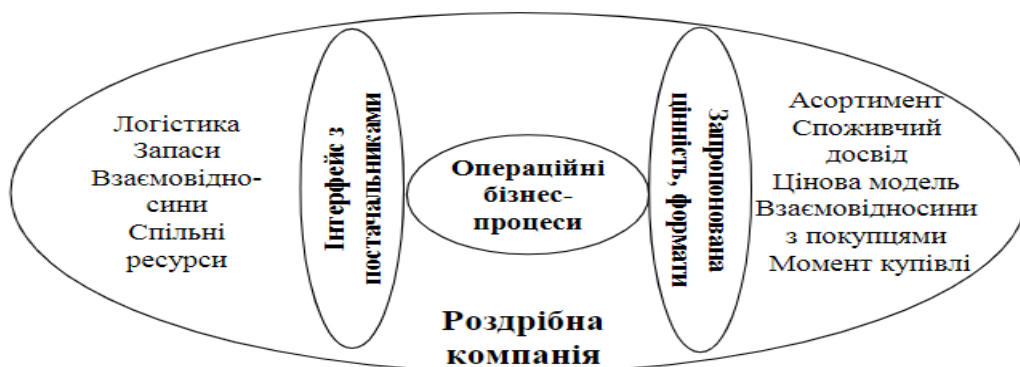 Логістика
Запаси
Взаємовідно-
сини
Спільні
ресурси
Інтерфейс з
постачальниками
Операційні
бізнес-
процеси
Запропонована
цінність, формати
Асортимент
Споживчий
досвід
Цінова модель
Взаємовідносини
з покупцями
Момент купівлі
Роздрібна
компанія